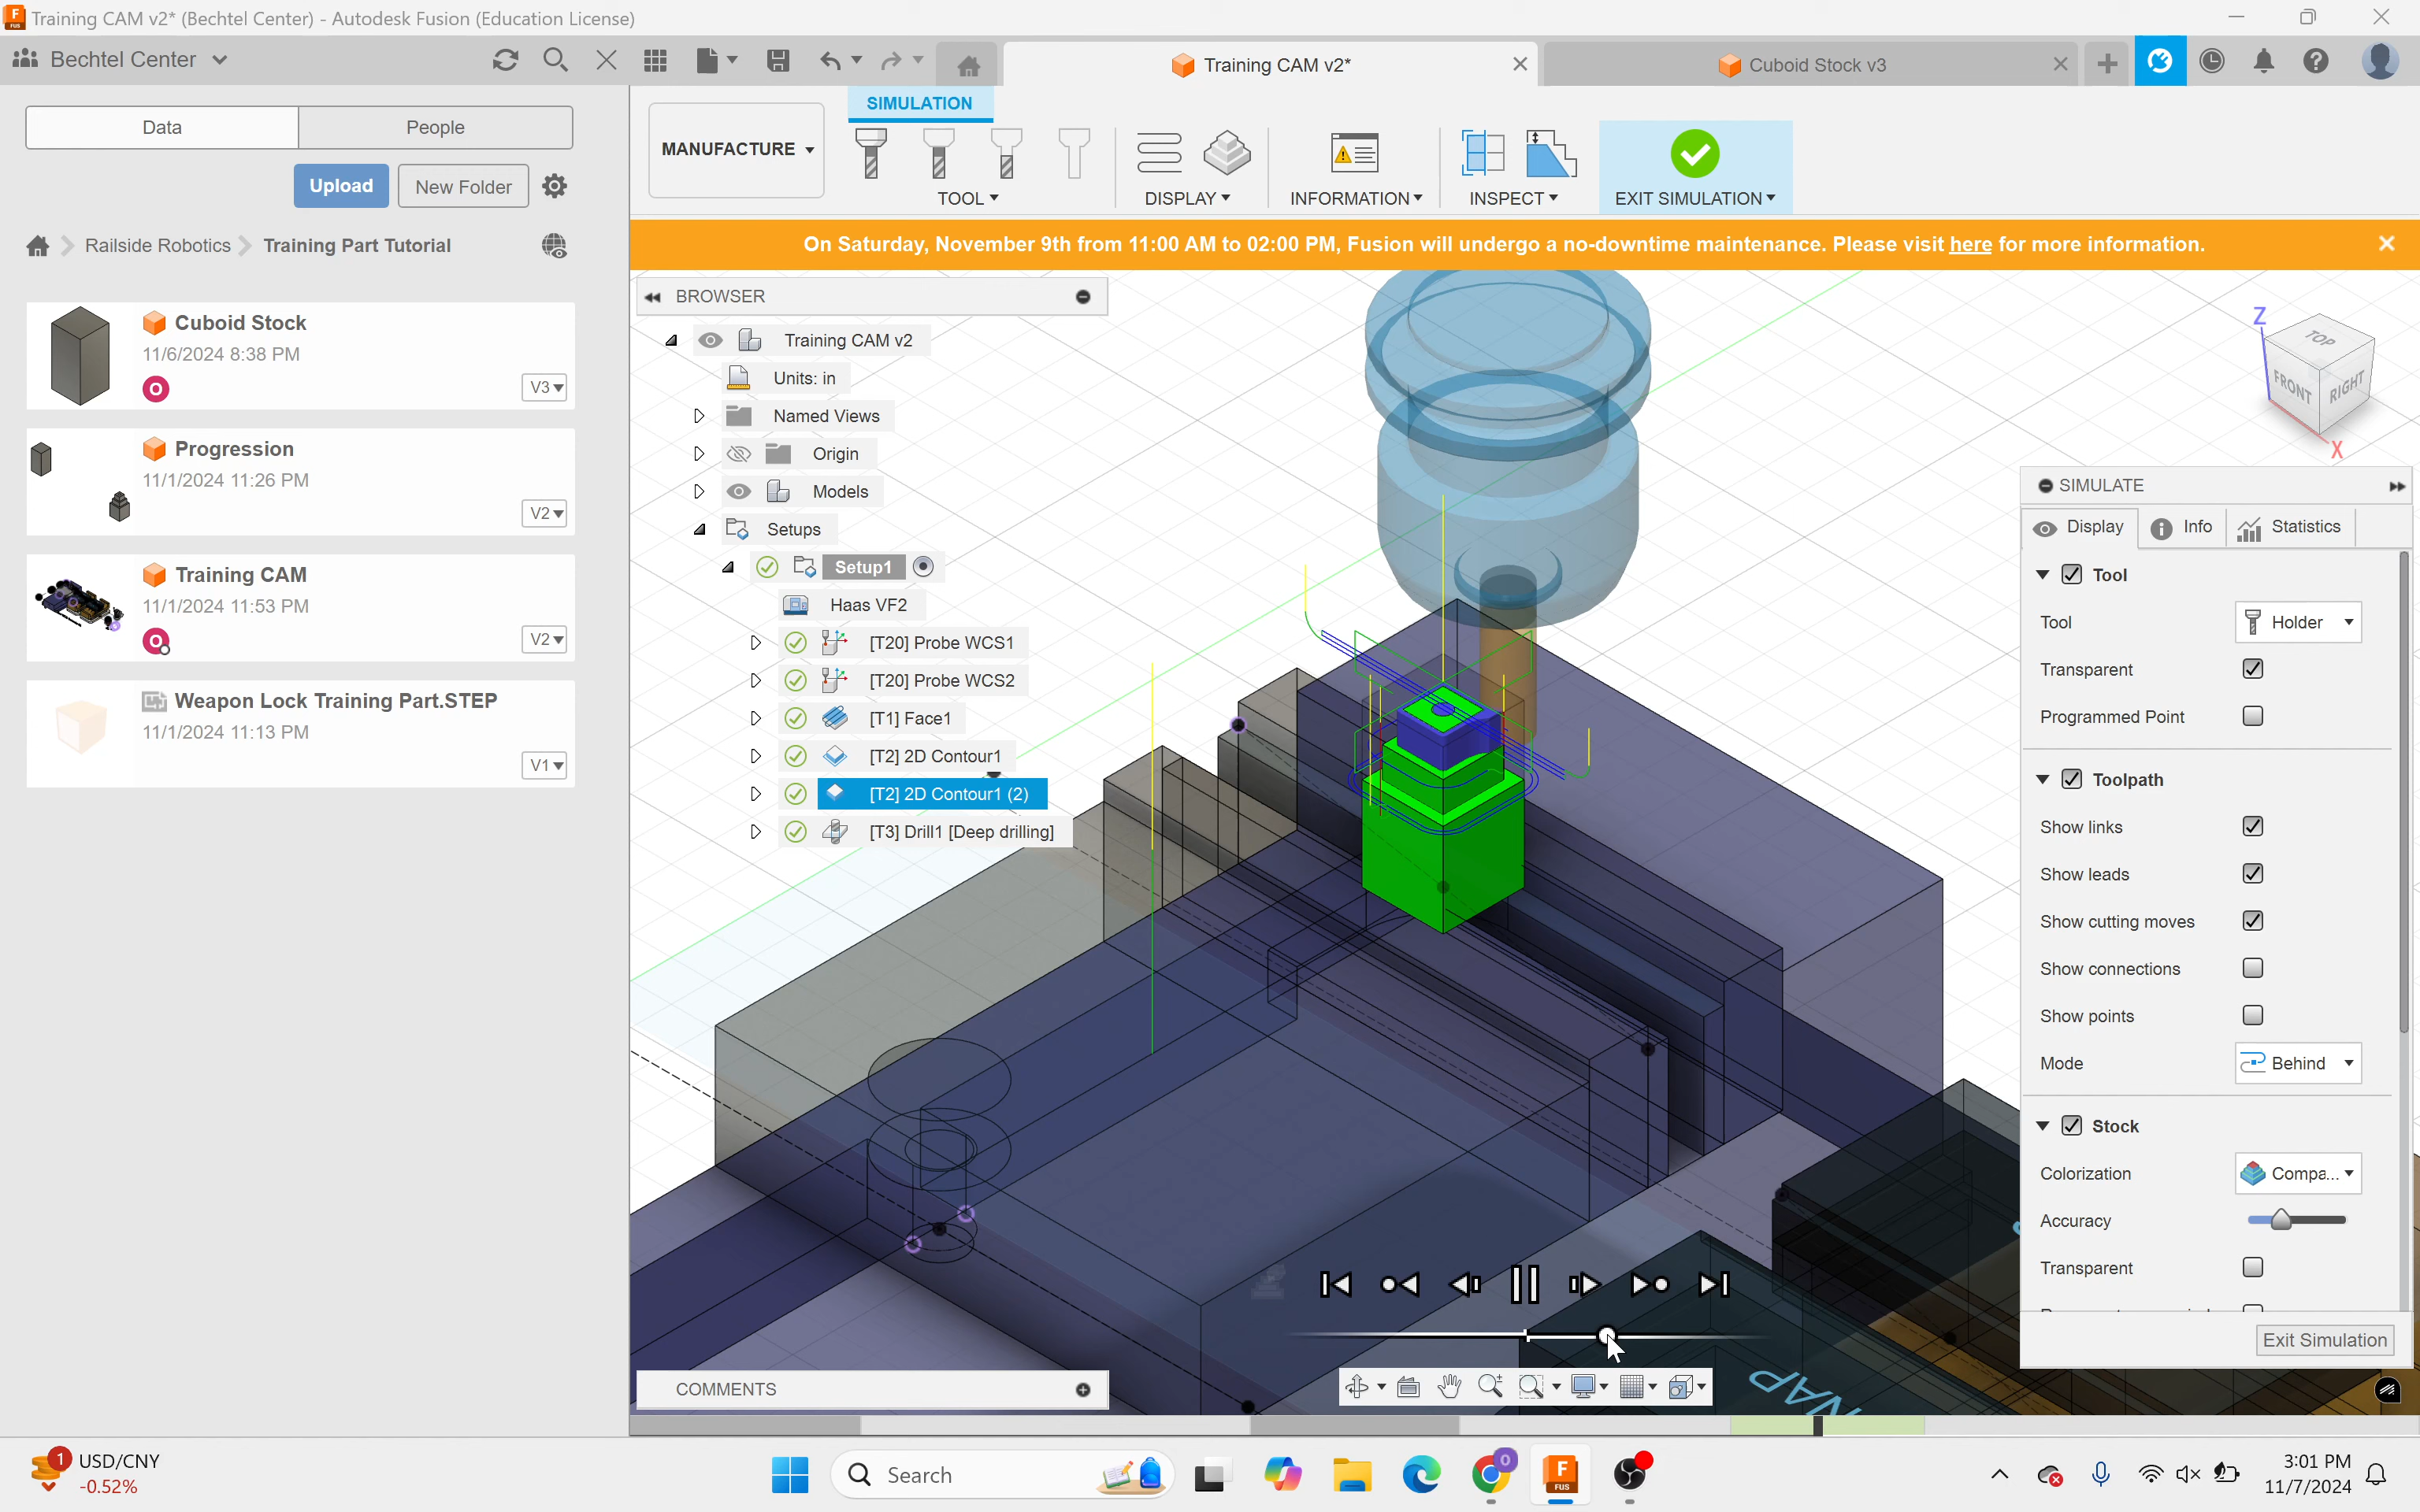 Training CAM v2* (Bechtel Center) - Autodesk Fusion (Education License)
Bechtel Center
Training CAM v2*
Cuboid Stock v3
Data
People
Upload
New Folder
Railside Robotics
Training Part Tutorial
Cuboid Stock
11/6/2024 8:38 PM
O
V3
Progression
11/1/2024 11:26 PM
V2
Training CAM
11/1/2024 11:53 PM
O
V2
Weapon Lock Training Part.STEP
11/1/2024 11:13 PM
V1
MANUFACTURE
SIMULATION
TOOL
DISPLAY
INFORMATION
INSPECT
EXIT SIMULATION
On Saturday, November 9th from 11:00 AM to 02:00 PM, Fusion will undergo a no-downtime maintenance. Please visit here for more information.
BROWSER
Training CAM v2
Units: in
Named Views
Origin
Models
Setups
Setup1
Haas VF2
[T20] Probe WCS1
[T20] Probe WCS2
[T1] Face1
[T2] 2D Contour1
[T2] 2D Contour1 (2)
[T3] Drill1 [Deep drilling]
Z
TOP
FRONT
RIGHT
X
SIMULATE
Display
Info
Statistics
Tool
Tool
Holder
Transparent
Programmed Point
Toolpath
Show links
Show leads
Show cutting moves
Show connections
Show points
Mode
Behind
Stock
Colorization
Compa...
Accuracy
Transparent
Exit Simulation
COMMENTS
1
USD/CNY
-0.52%
Search
O
F
FUS
3:01 PM
11/7/2024